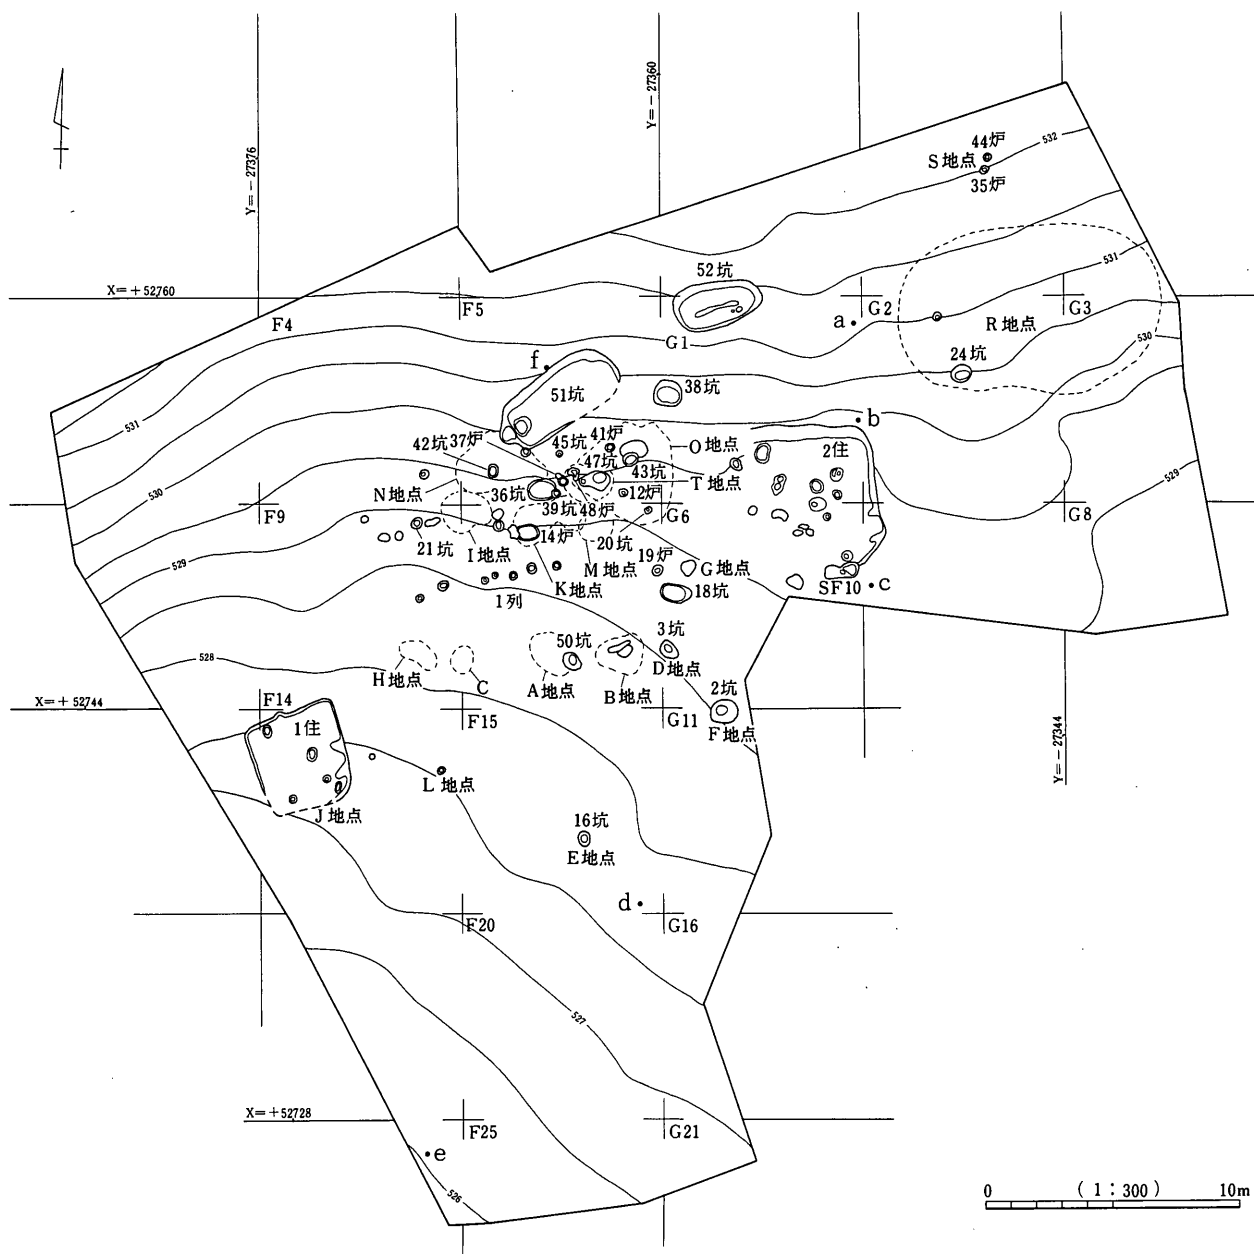 Y=-27360
Y=-27376
44炉
532
S地点
35炉
52坑
531
X=+52760
F5
G2
G3
F4
a
R地点
G1
530
f
24坑
51坑
38坑
b
531
42坑
37炉
45坑
41炉
O地点
2住
47坑
43坑
529
530
N地点
36坑
T地点
12炉
F9
39坑
48炉
G6
G8
14炉
21坑
I地点
20坑
19炉
529
M地点
G地点
K地点
SF10
c
1列
18坑
3坑
50坑
528
H地点
C
A地点
B地点
D地点
2坑
X=+52744
F14
F15
G11
F地点
1住
Y=-27344
L地点
J地点
16坑
E地点
d
F20
G16
527
X=+52728
F25
G21
e
526
0 (1:300) 10m